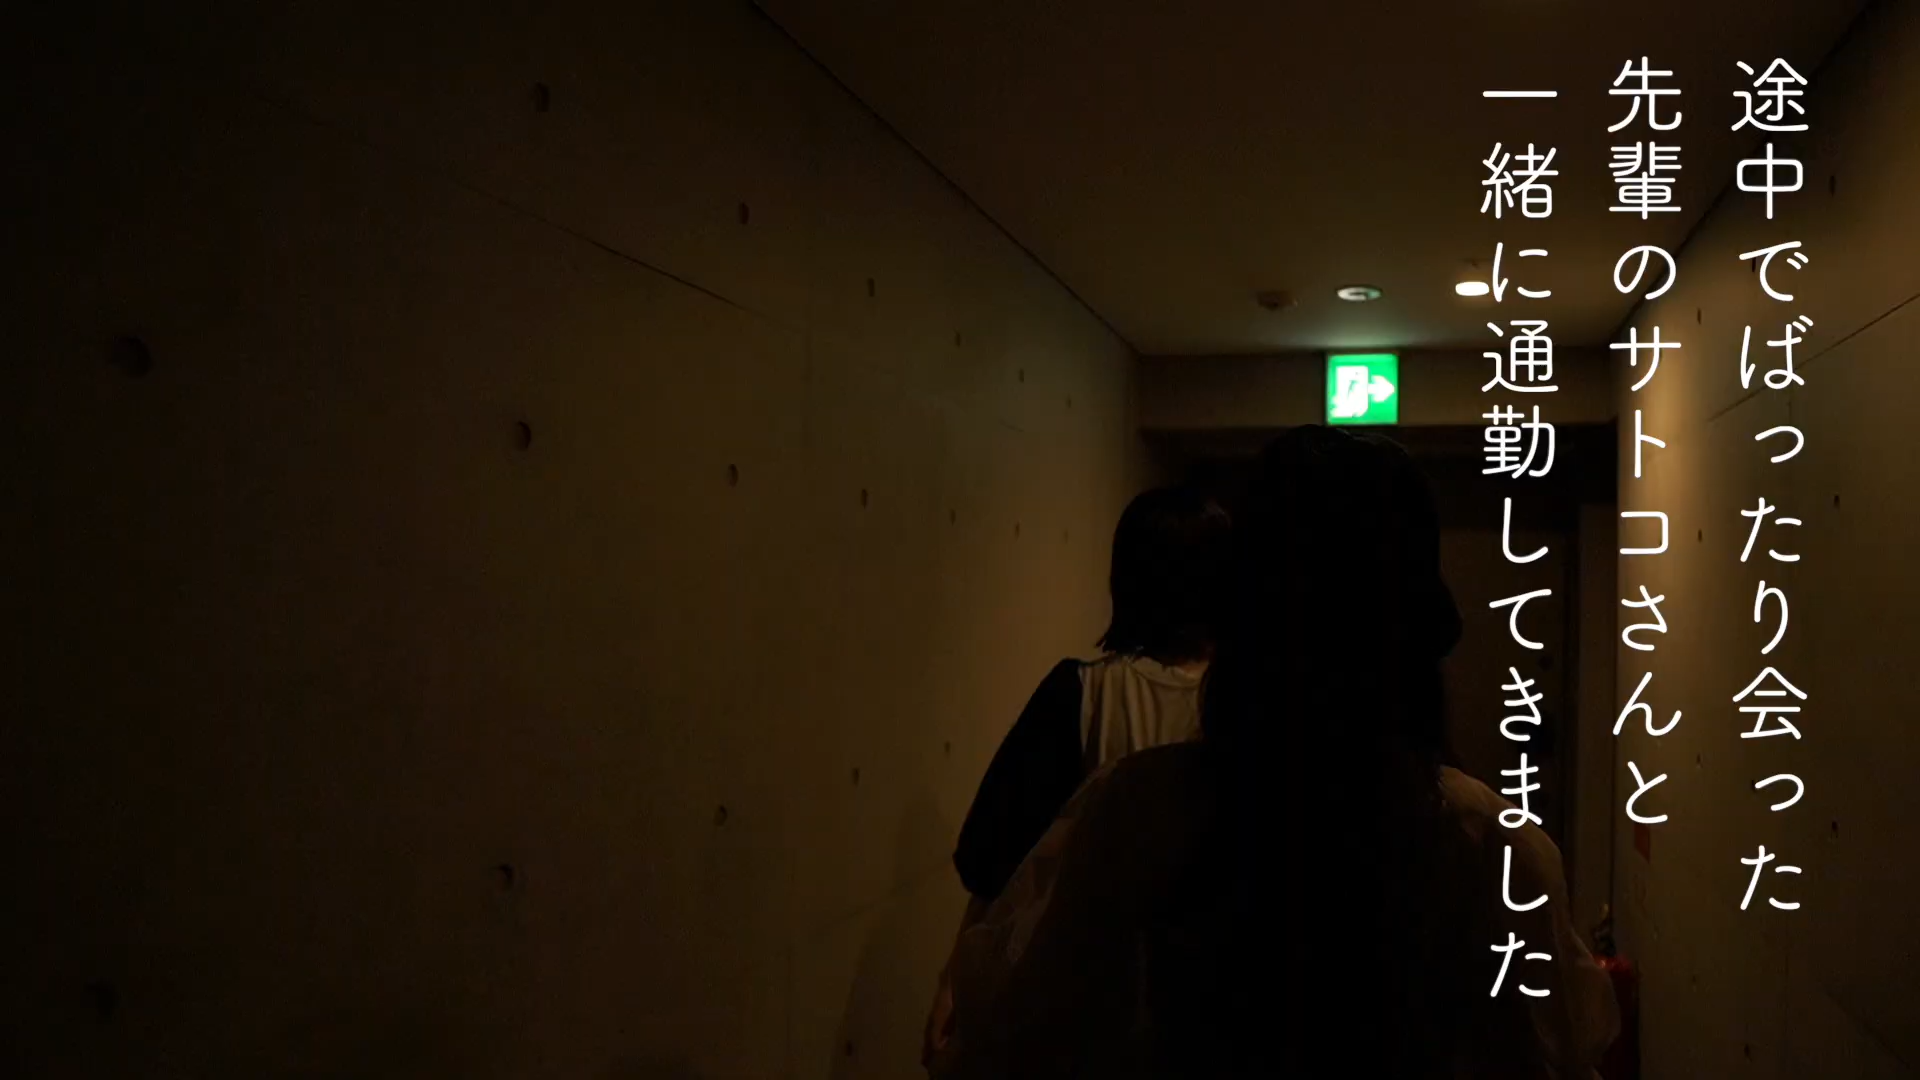 途中でばったり会った
先輩のサトコさんと
一緒に通勤してきました